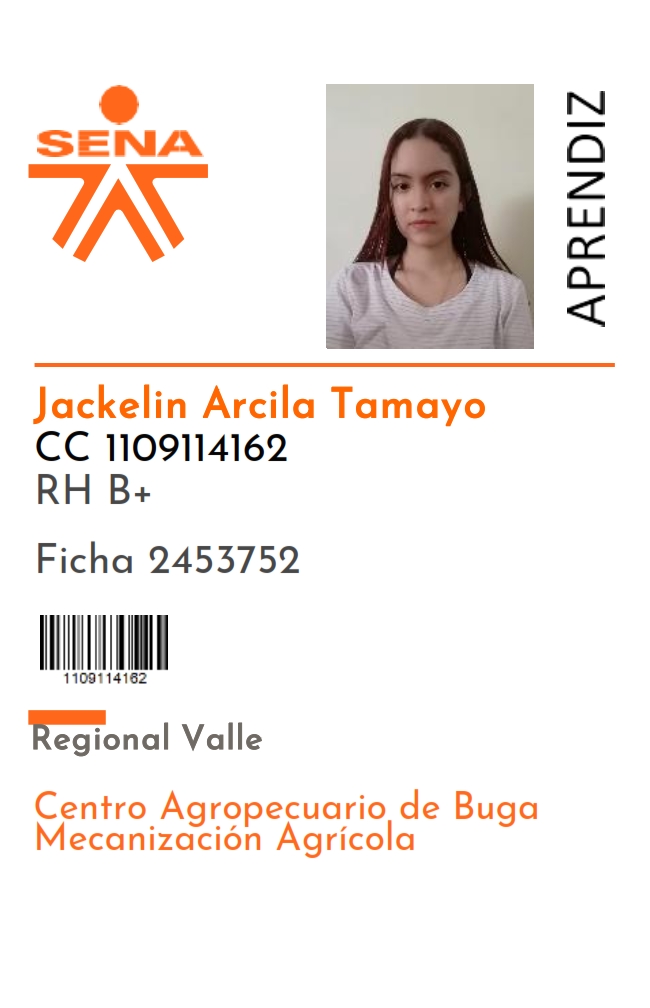 SENA
APRENDIZ
Jackelin Arcila Tamayo
CC 1109114162
RH B+
Ficha 2453752
1109114162
Regional Valle
Centro Agropecuario de Buga
Mecanización Agrícola